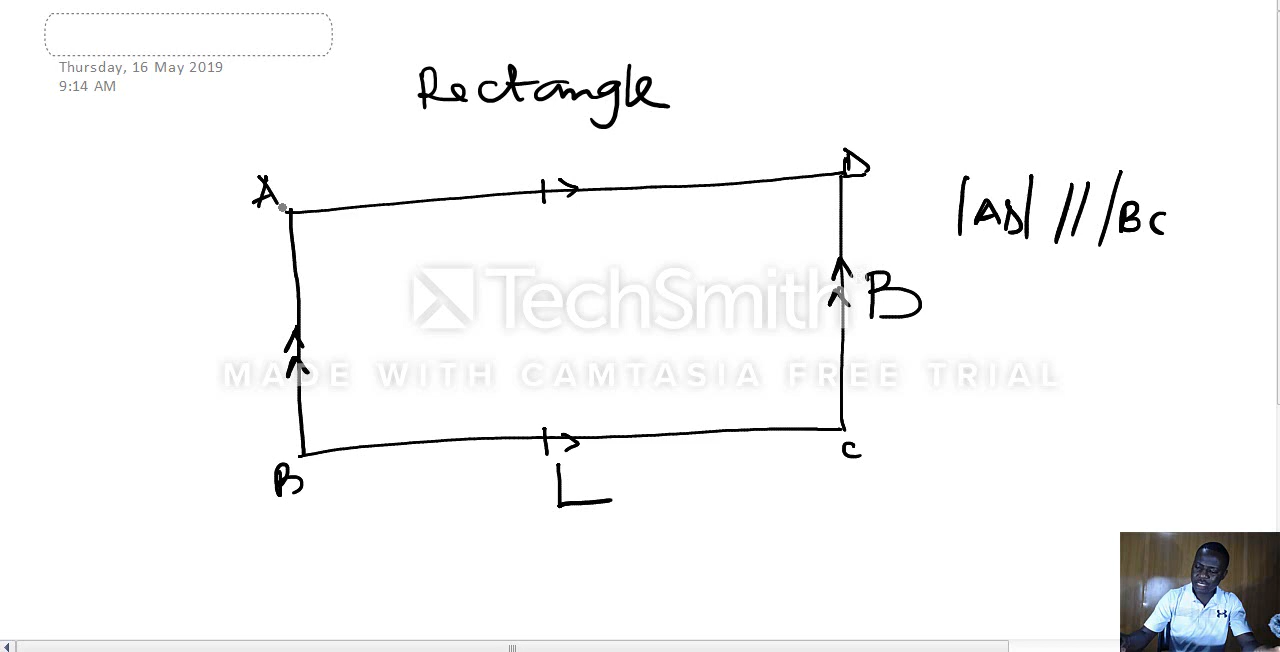 Thursday, 16 May 2019
9:14 AM
Rectangle
A
D
|AD| // /BC
B
TechSmith
MADE WITH CAMTASIA FREE TRIAL
B
C
L